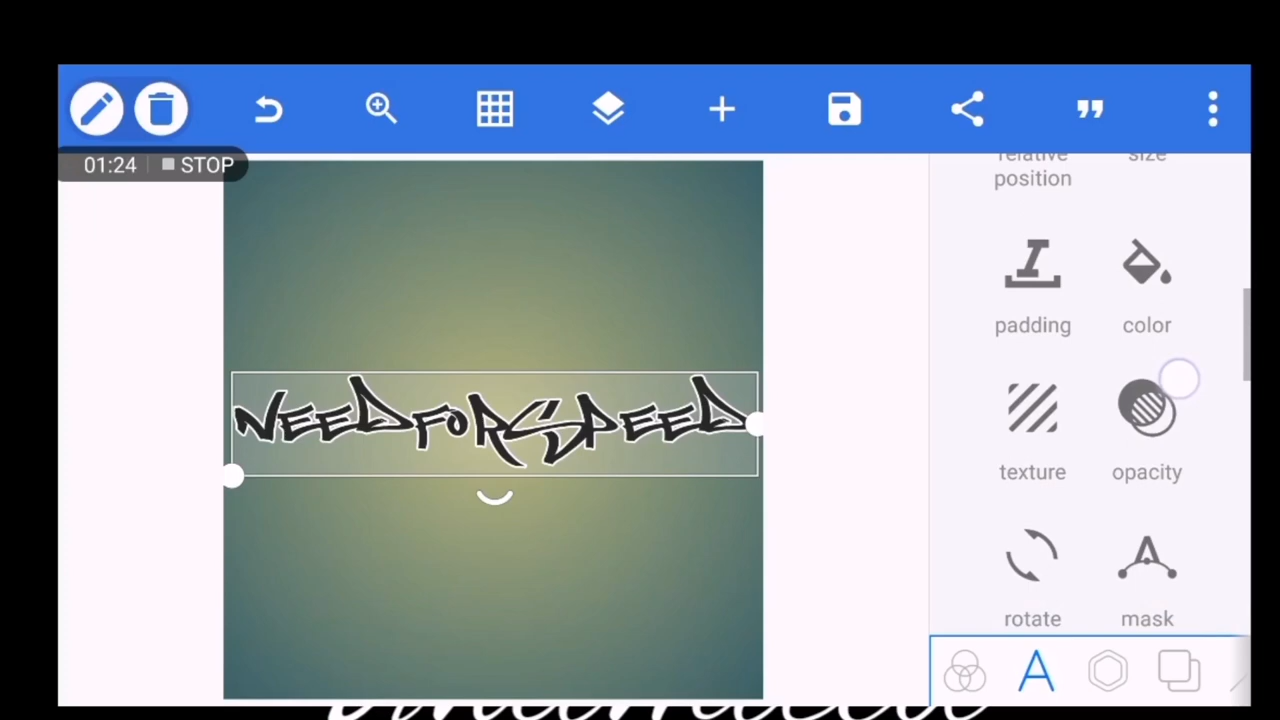 01:24 STOP
relative position
size
NEEDFORSPEED
padding
color
texture
opacity
rotate
mask